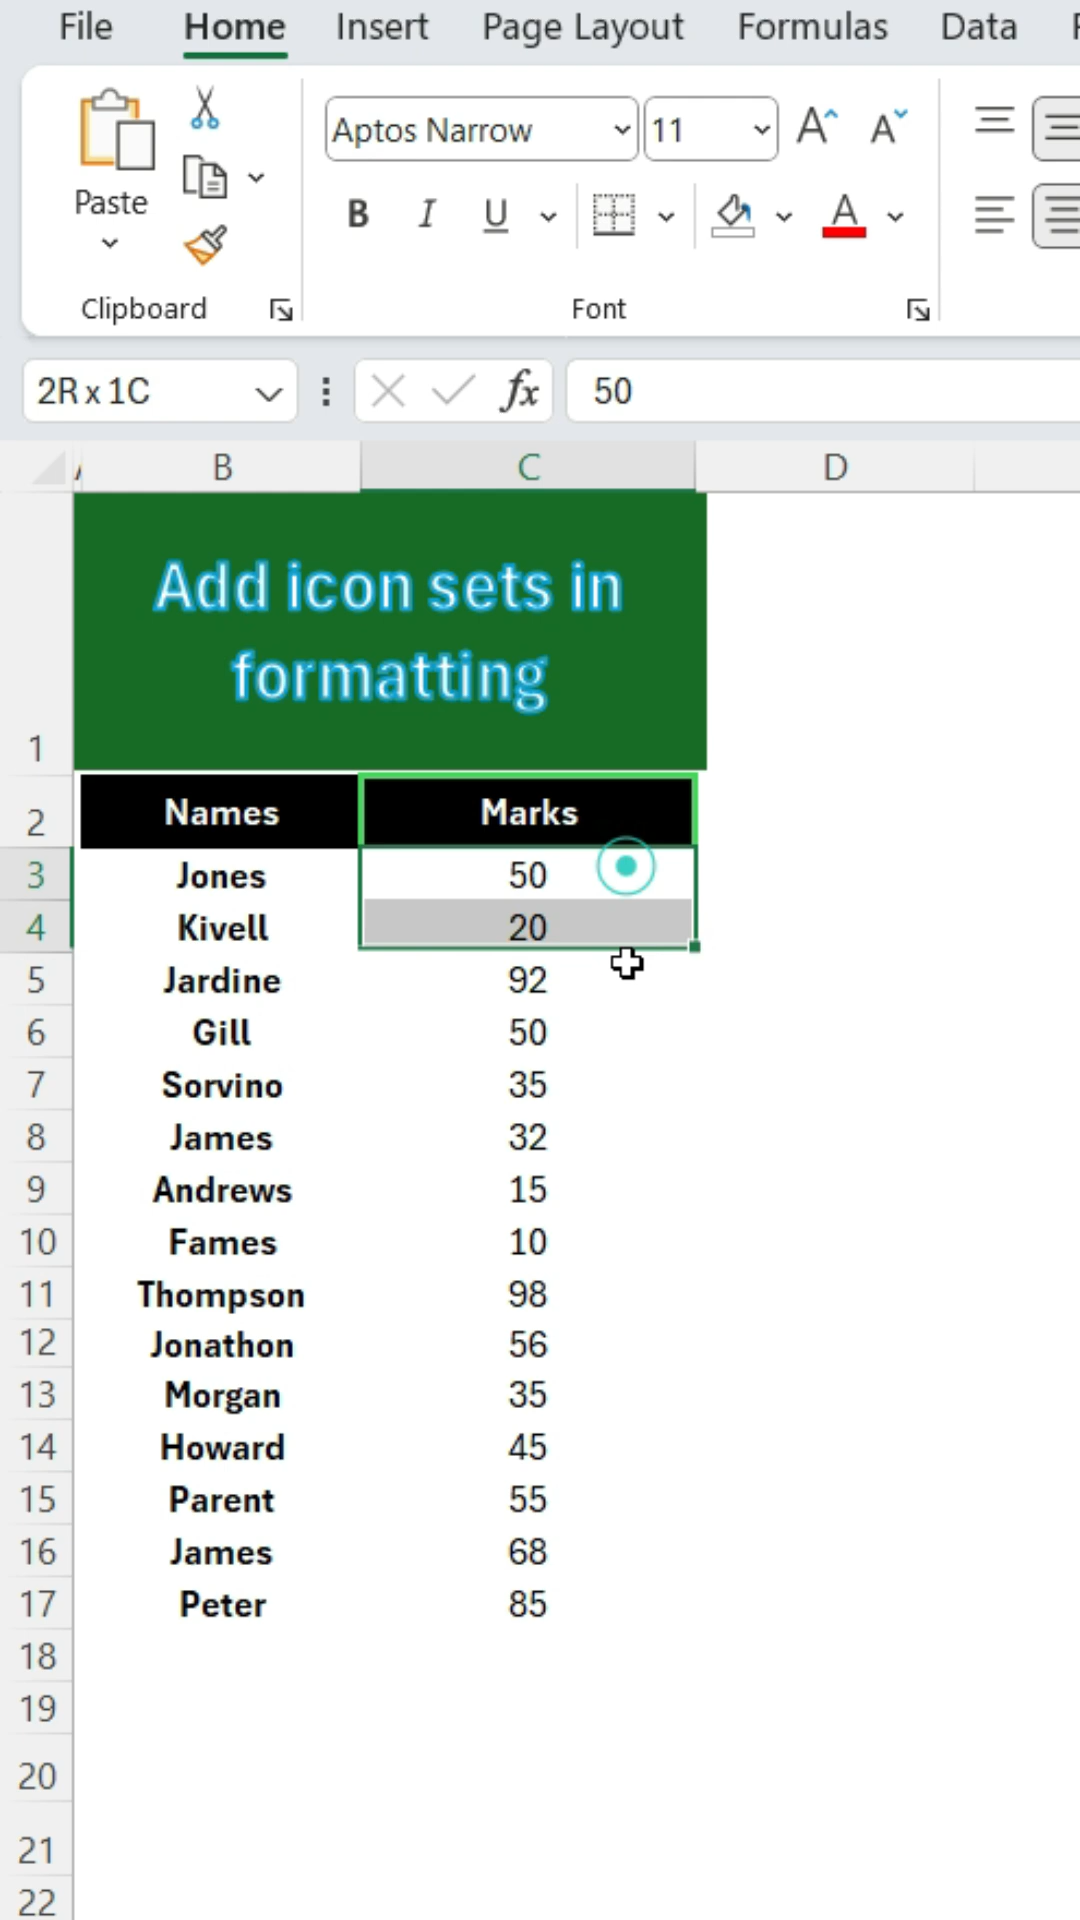 File Home Insert Page Layout Formulas Data
Paste
Aptos Narrow 11 A A
B I U A
Clipboard Font
2R x 1C fx 50
B C D
Add icon sets in
formatting
1
2 Names Marks
3 Jones 50
4 Kivell 20
5 Jardine 92
6 Gill 50
7 Sorvino 35
8 James 32
9 Andrews 15
10 Fames 10
11 Thompson 98
12 Jonathon 56
13 Morgan 35
14 Howard 45
15 Parent 55
16 James 68
17 Peter 85
18
19
20
21
22